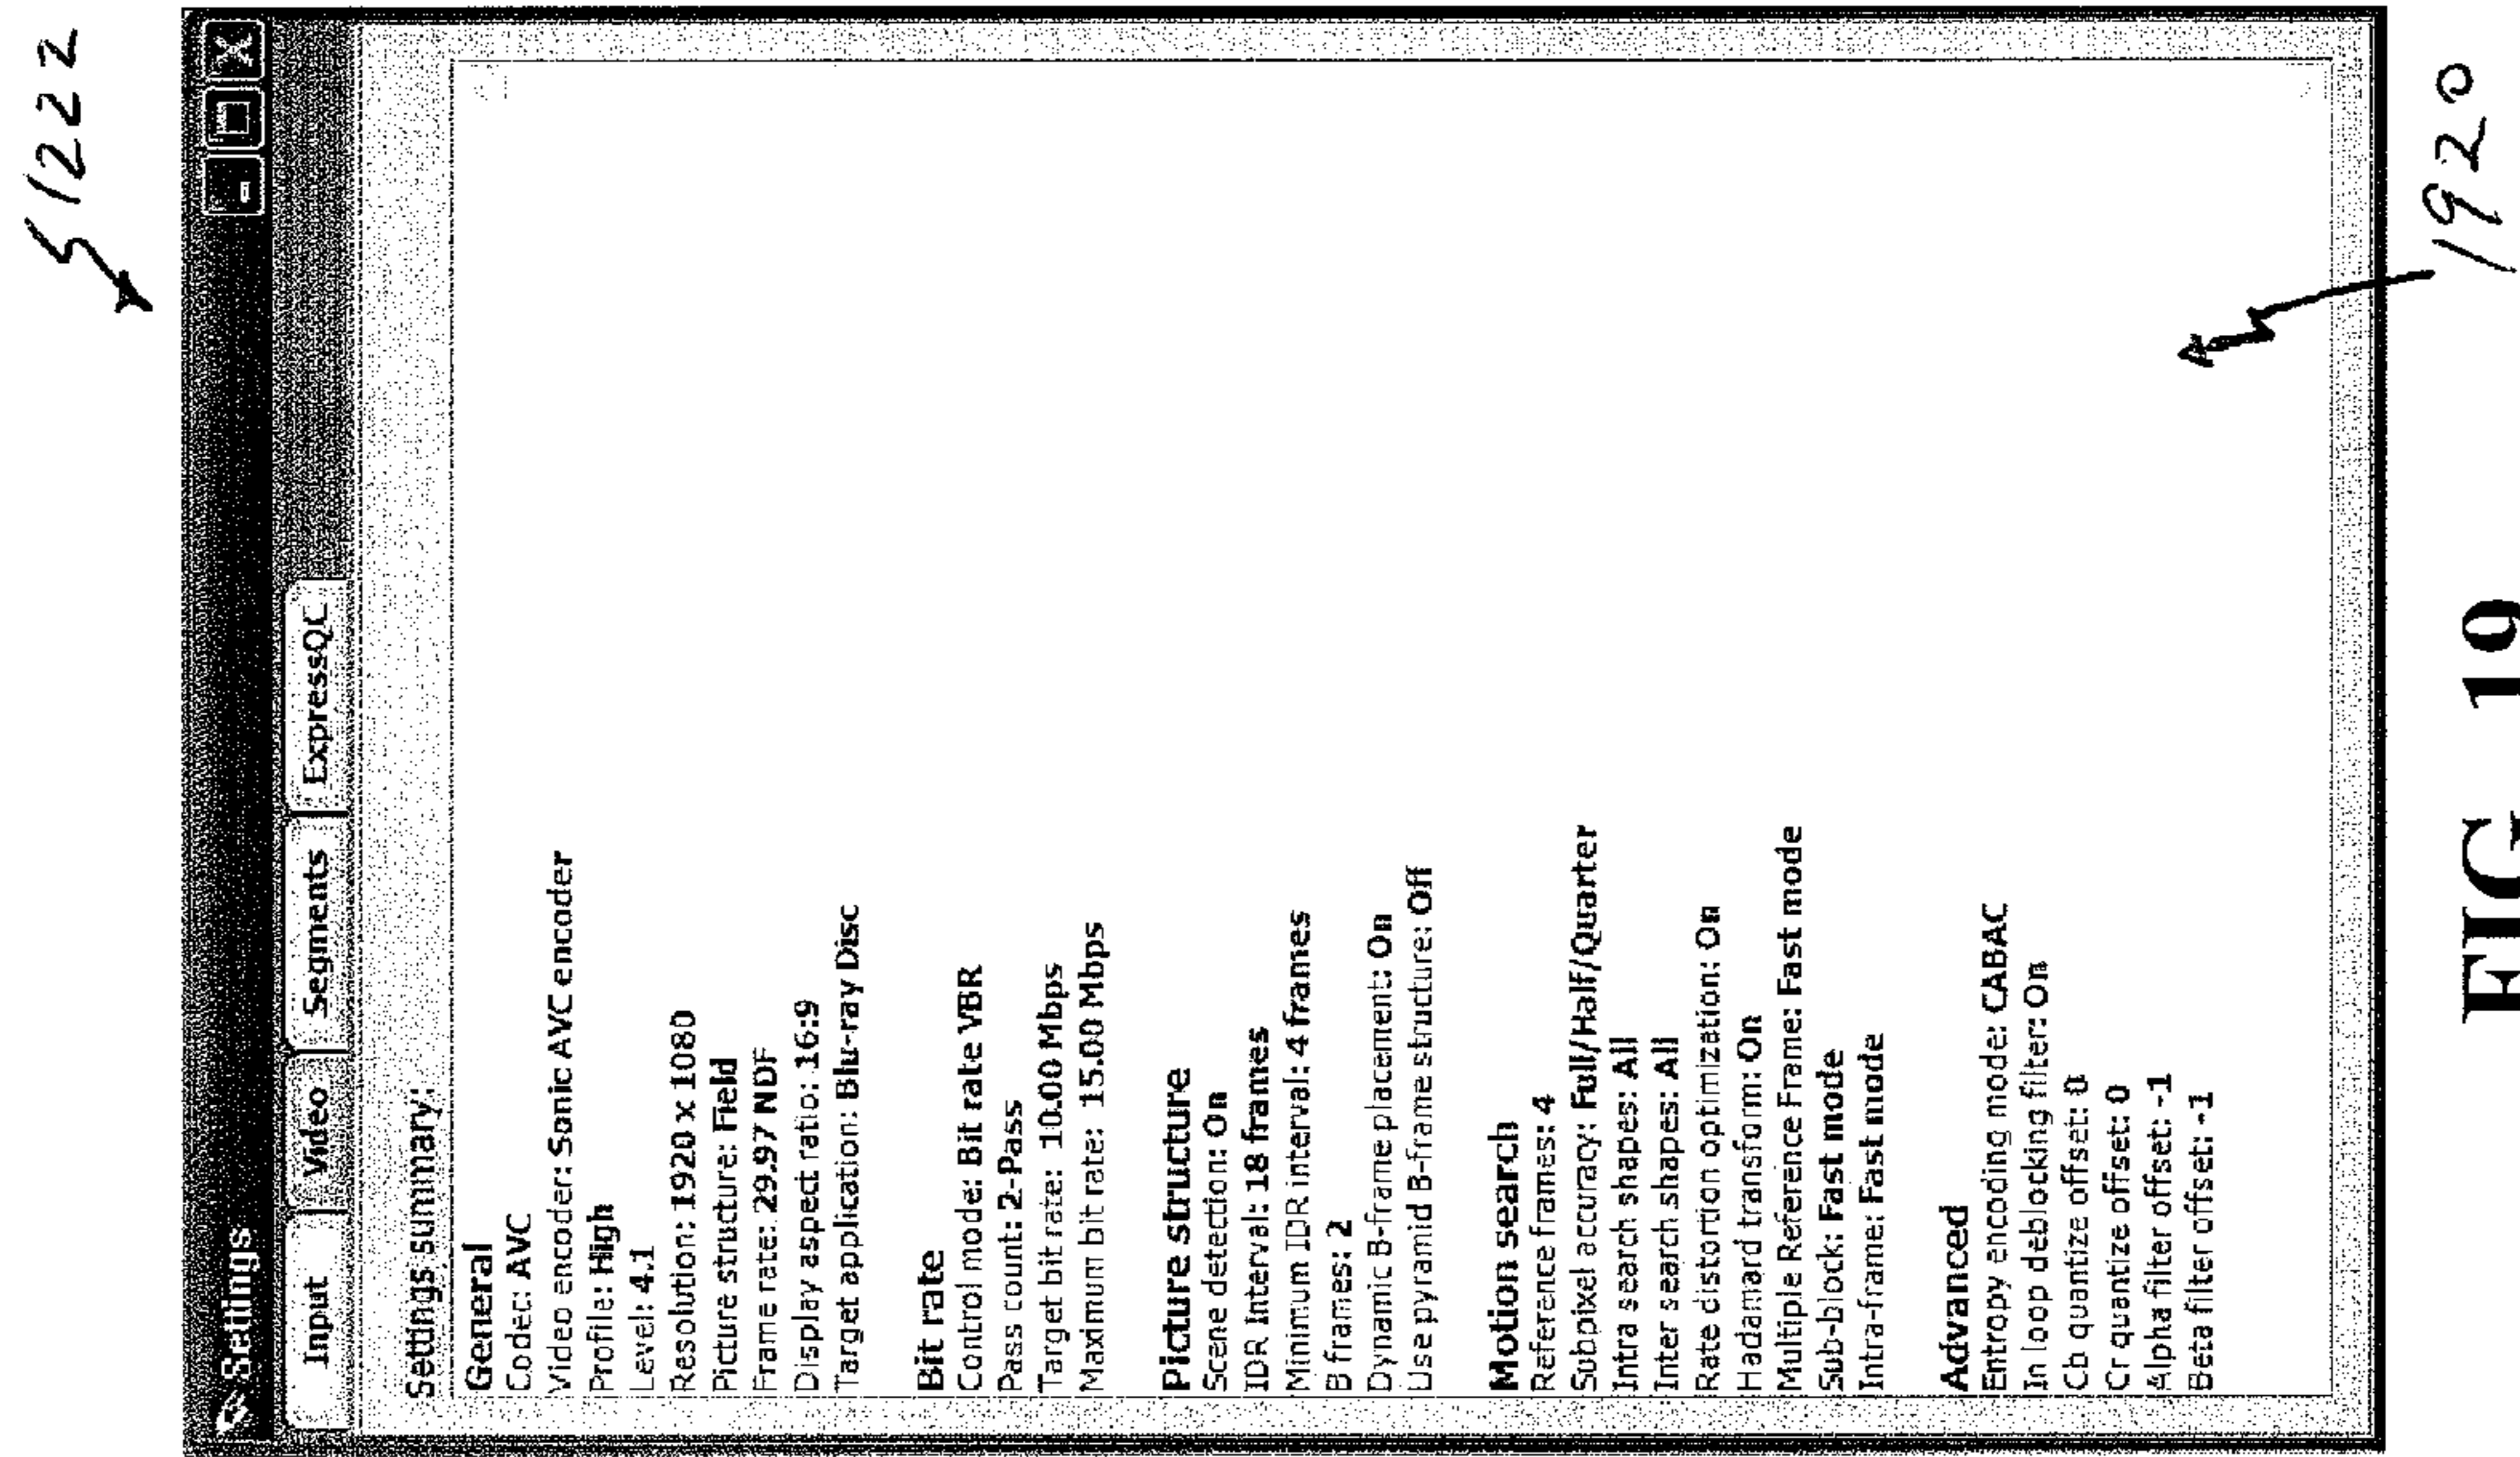 1222
Settings
Input Video Segments ExpressQC
Settings summary:
General
Codec: AVC
Video encoder: Sonic AVC encoder
Profile: High
Level: 4.1
Resolution: 1920 x 1080
Picture structure: Field
Frame rate: 29.97 NDF
Display aspect ratio: 16:9
Target application: Blu-ray Disc
Bit rate
Control mode: Bit rate VBR
Pass count: 2-Pass
Target bit rate: 10.00 Mbps
Maximum bit rate: 15.00 Mbps
Picture structure
Scene detection: On
IDR Interval: 18 frames
Minimum IDR interval: 4 frames
B frames: 2
Dynamic B-frame placement: On
Use pyramid B-frame structure: Off
Motion search
Reference frames: 4
Subpixel accuracy: Full/Half/Quarter
Intra search shapes: All
Inter search shapes: All
Rate distortion optimization: On
Hadamard transform: On
Multiple Reference Frame: Fast mode
Sub-block: Fast mode
Intra-frame: Fast mode
Advanced
Entropy encoding mode: CABAC
In loop deblocking filter: On
Cb quantize offset: 0
Cr quantize offset: 0
Alpha filter offset: -1
Beta filter offset: -1
1920
FIG 19